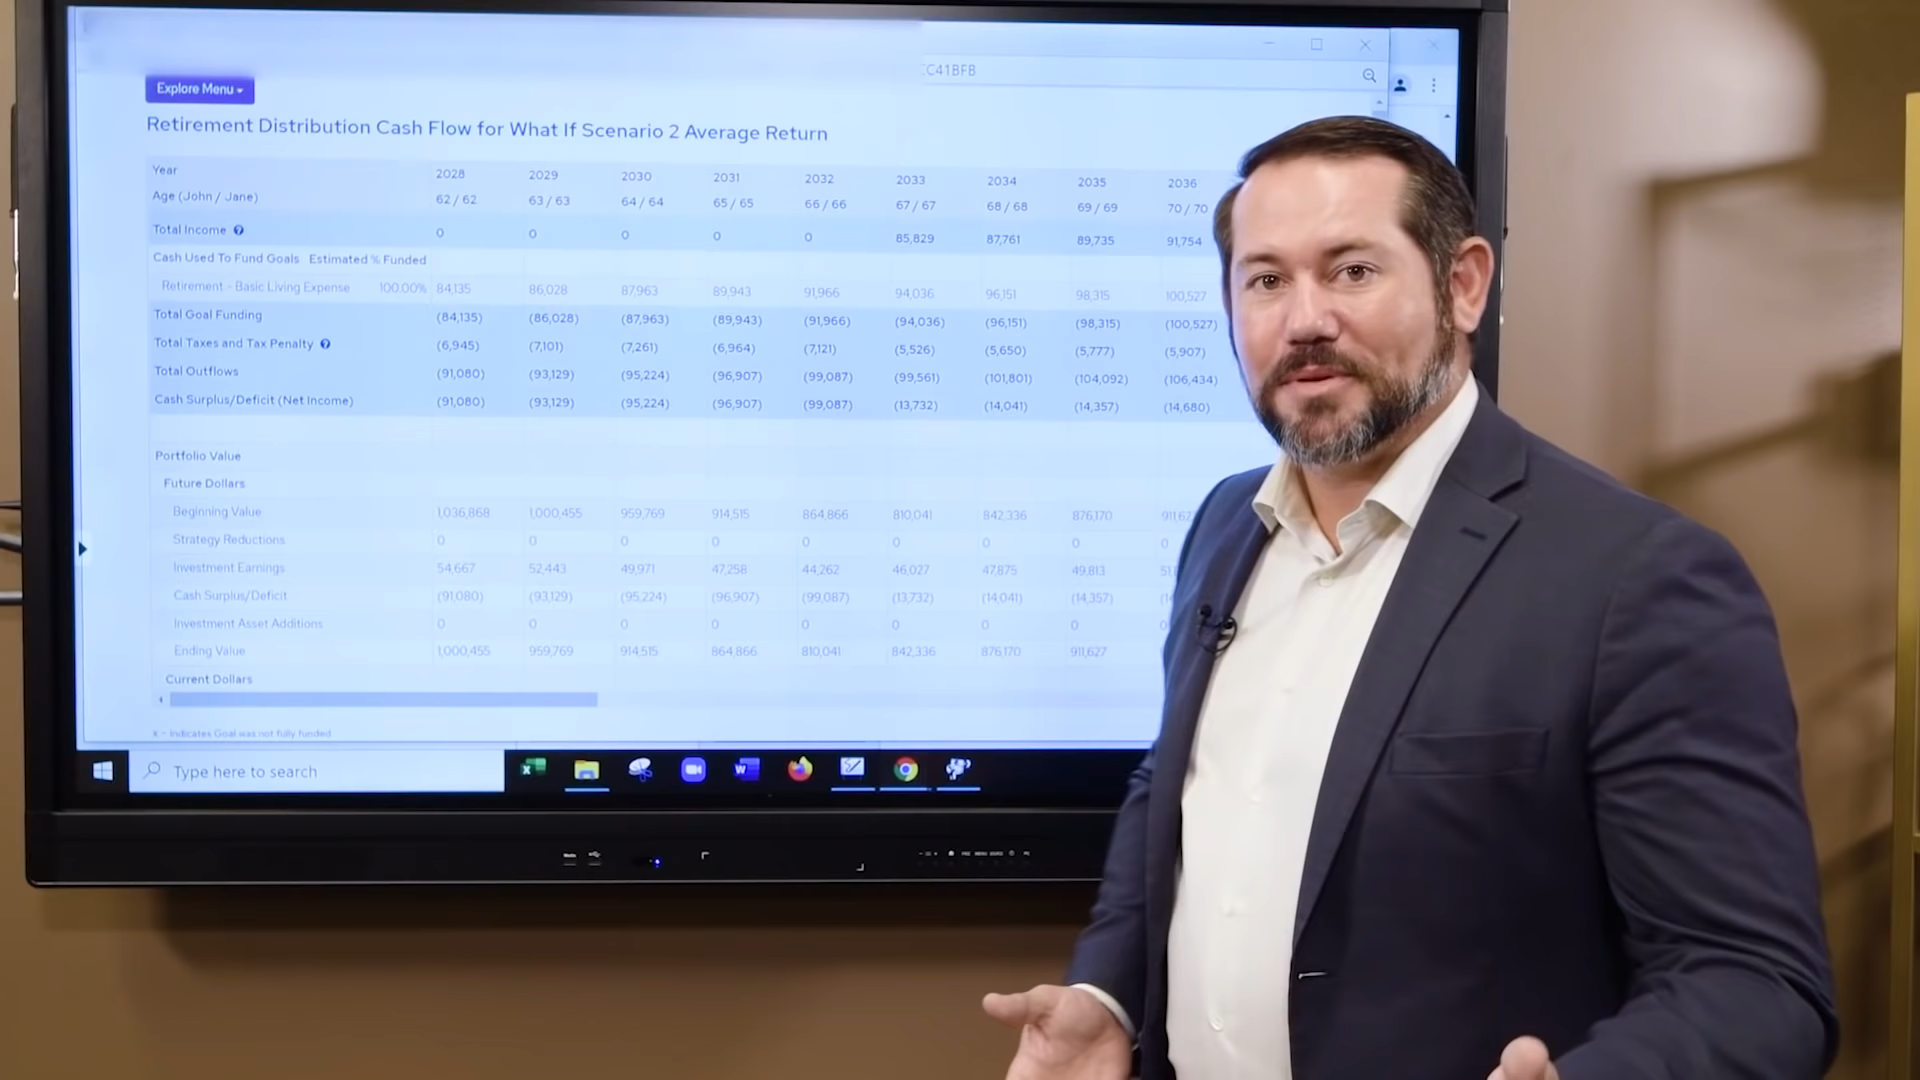 CC41BFB
Explore Menu
Retirement Distribution Cash Flow for What If Scenario 2 Average Return
Year 2028 2029 2030 2031 2032 2033 2034 2035 2036
Age (John / Jane) 62 / 62 63 / 63 64 / 64 65 / 65 66 / 66 67 / 67 68 / 68 69 / 69 70 / 70
Total Income ? 0 0 0 0 0 85,829 87,761 89,735 91,754
Cash Used To Fund Goals Estimated % Funded
Retirement - Basic Living Expense 100.00% 84,135 86,028 87,963 89,943 91,966 94,036 96,151 98,315 100,527
Total Goal Funding (84,135) (86,028) (87,963) (89,943) (91,966) (94,036) (96,151) (98,315) (100,527)
Total Taxes and Tax Penalty ? (6,945) (7,101) (7,261) (6,964) (7,121) (5,526) (5,650) (5,777) (5,907)
Total Outflows (91,080) (93,129) (95,224) (96,907) (99,087) (99,561) (101,801) (104,092) (106,434)
Cash Surplus/Deficit (Net Income) (91,080) (93,129) (95,224) (96,907) (99,087) (13,732) (14,041) (14,357) (14,680)
Portfolio Value
Future Dollars
Beginning Value 1,036,868 1,000,455 959,769 914,515 864,866 810,041 842,336 876,170 911,627
Strategy Reductions 0 0 0 0 0 0 0 0 0
Investment Earnings 54,667 52,443 49,971 47,258 44,262 46,027 47,875 49,813
Cash Surplus/Deficit (91,080) (93,129) (95,224) (96,907) (99,087) (13,732) (14,041) (14,357)
Investment Asset Additions 0 0 0 0 0 0 0 0
Ending Value 1,000,455 959,769 914,515 864,866 810,041 842,336 876,170 911,627
Current Dollars
x - Indicates Goal was not fully funded
Type here to search